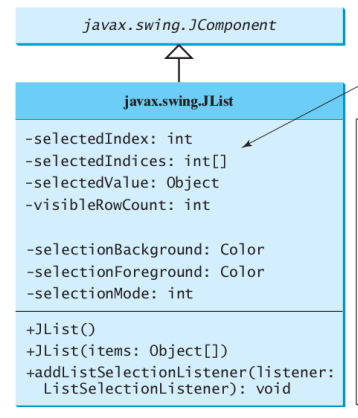 javax.swing.JComponent
javax.swing.JList
-selectedIndex: int
-selectedIndices: int[]
-selectedValue: Object
-visibleRowCount: int
-selectionBackground: Color
-selectionForeground: Color
-selectionMode: int
+JList()
+JList(items: Object[])
+addListSelectionListener(listener:
ListSelectionListener): void